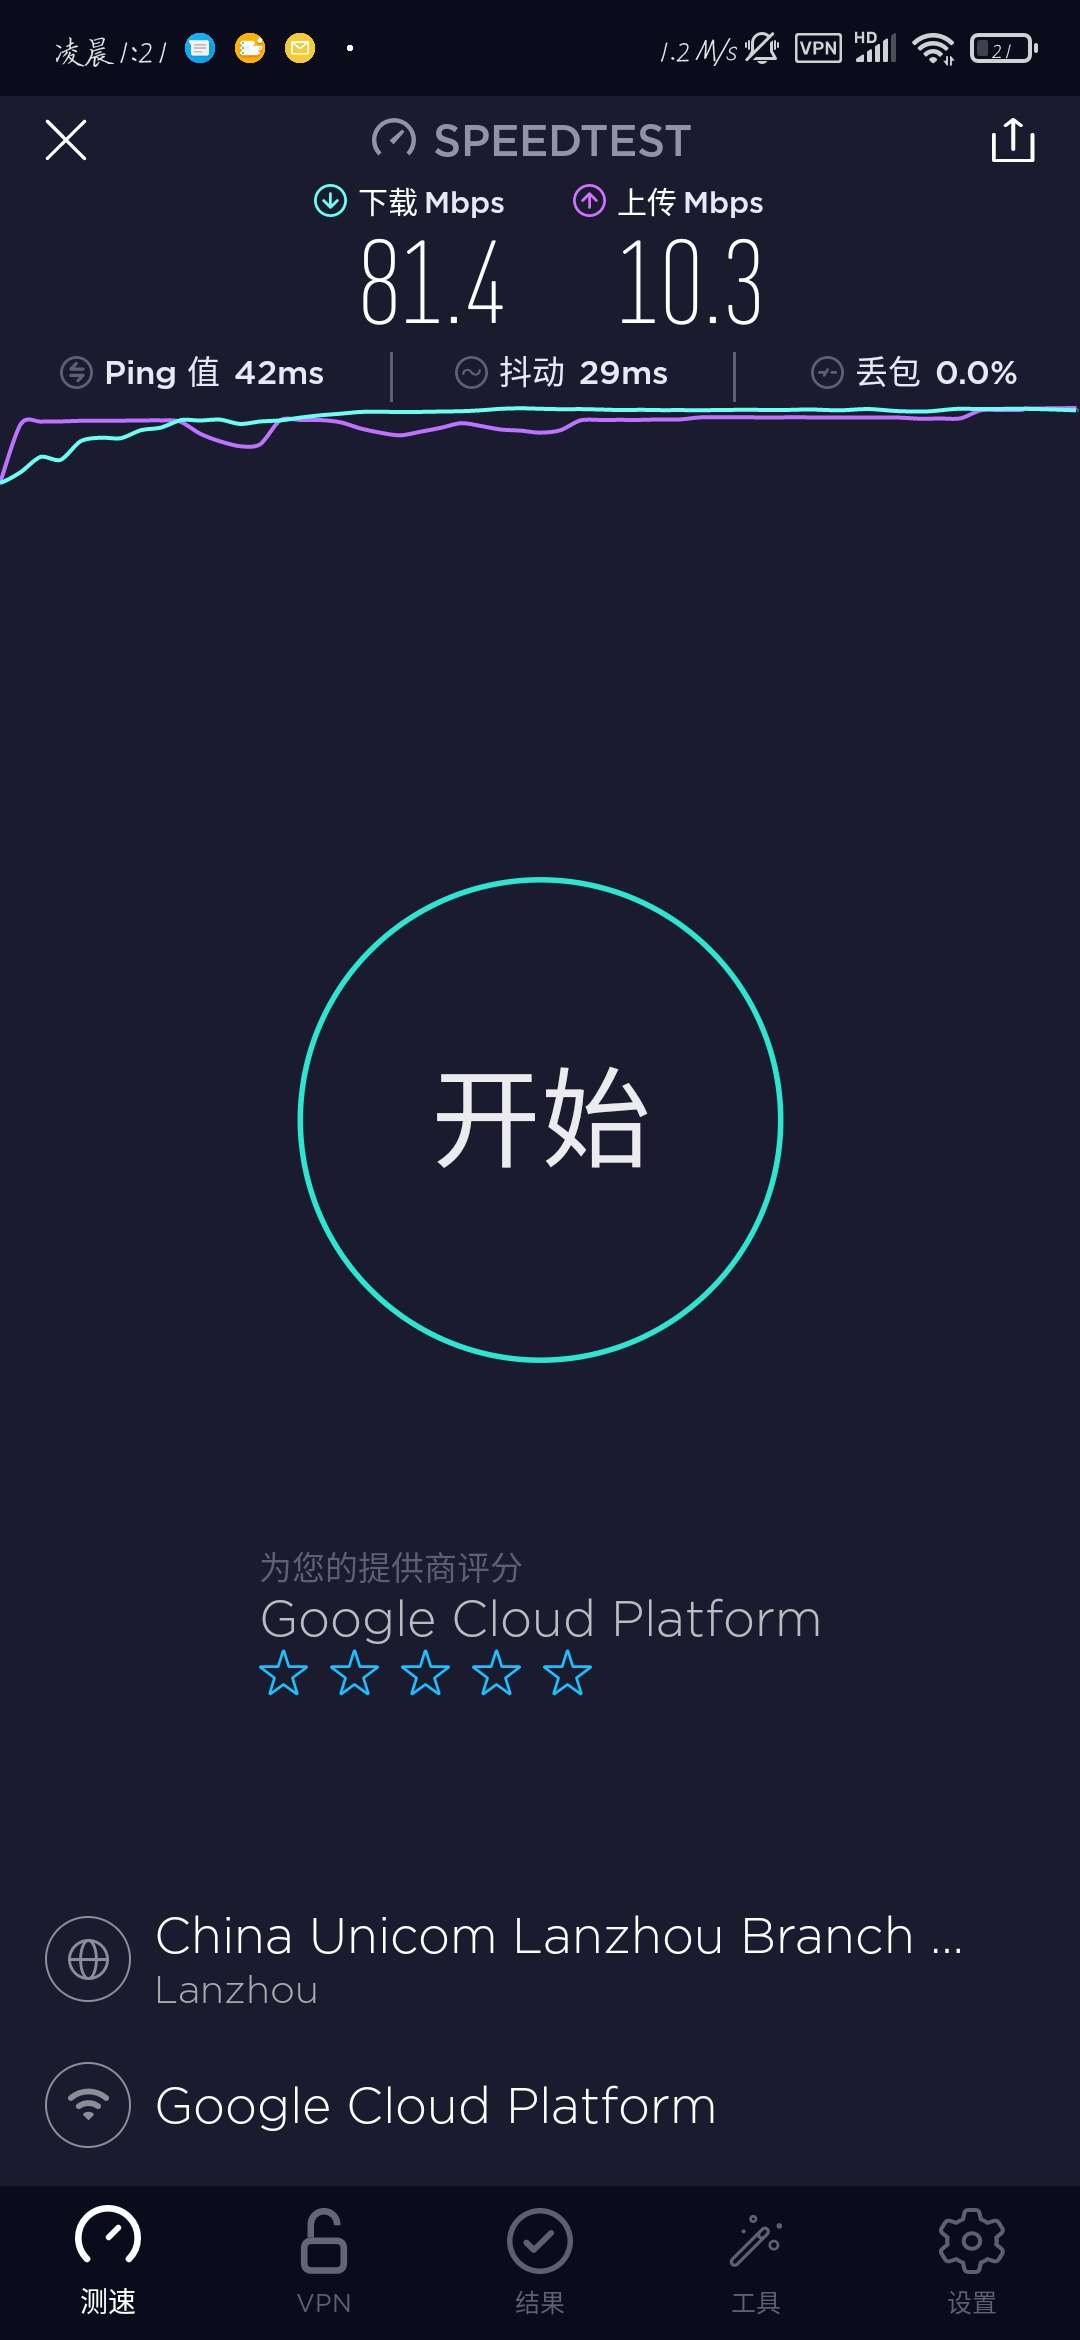 凌晨1:21 1.2 M/s VPN HD 21
SPEEDTEST
下载 Mbps 上传 Mbps
81.4 10.3
Ping 值 42ms 抖动 29ms 丢包 0.0%
开始
为您的提供商评分
Google Cloud Platform
China Unicom Lanzhou Branch ...
Lanzhou
Google Cloud Platform
测速 VPN 结果 工具 设置